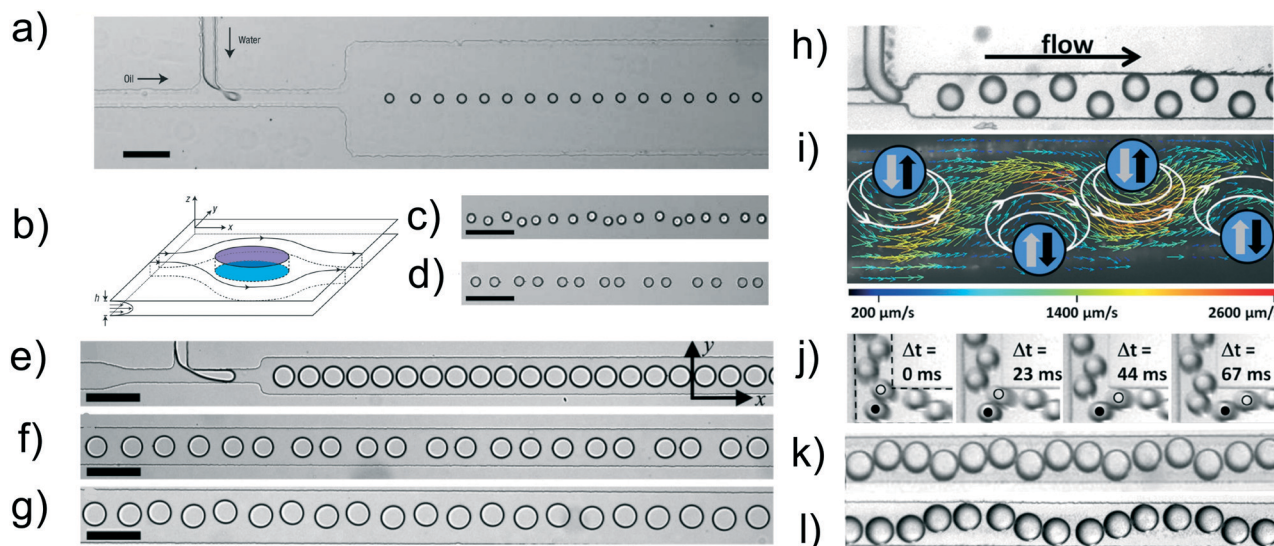 a)
Water
Oil
b)
z
y
x
h
c)
d)
e)
y
x
f)
g)
h)
flow
i)
200 µm/s
1400 µm/s
2600 µm/s
j)
Δt =
0 ms
Δt =
23 ms
Δt =
44 ms
Δt =
67 ms
k)
l)